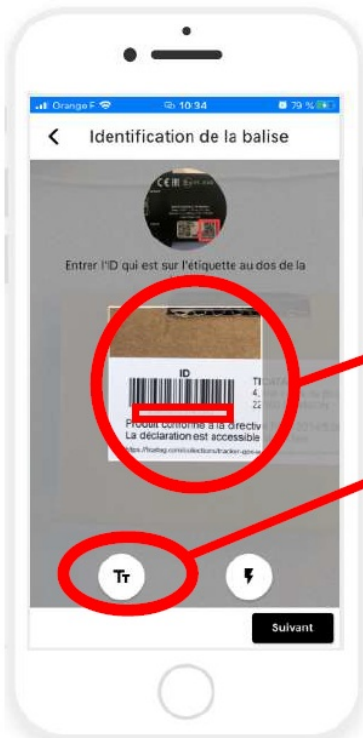 Orange F 10:34 79 %
Identification de la balise
Entrer l'ID qui est sur l'étiquette au dos de la
ID
Produit conforme à la directiv
La déclaration est accessible
Tт
Suivant